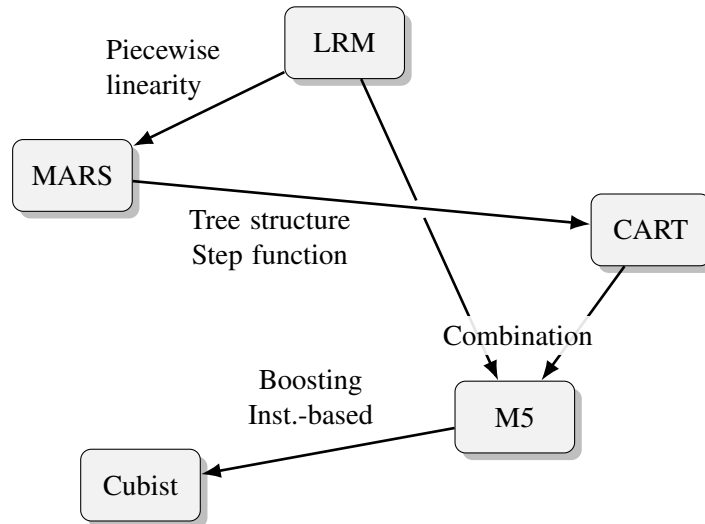 LRM
Piecewise
linearity
MARS
Tree structure
Step function
CART
Combination
Boosting
Inst.-based
M5
Cubist